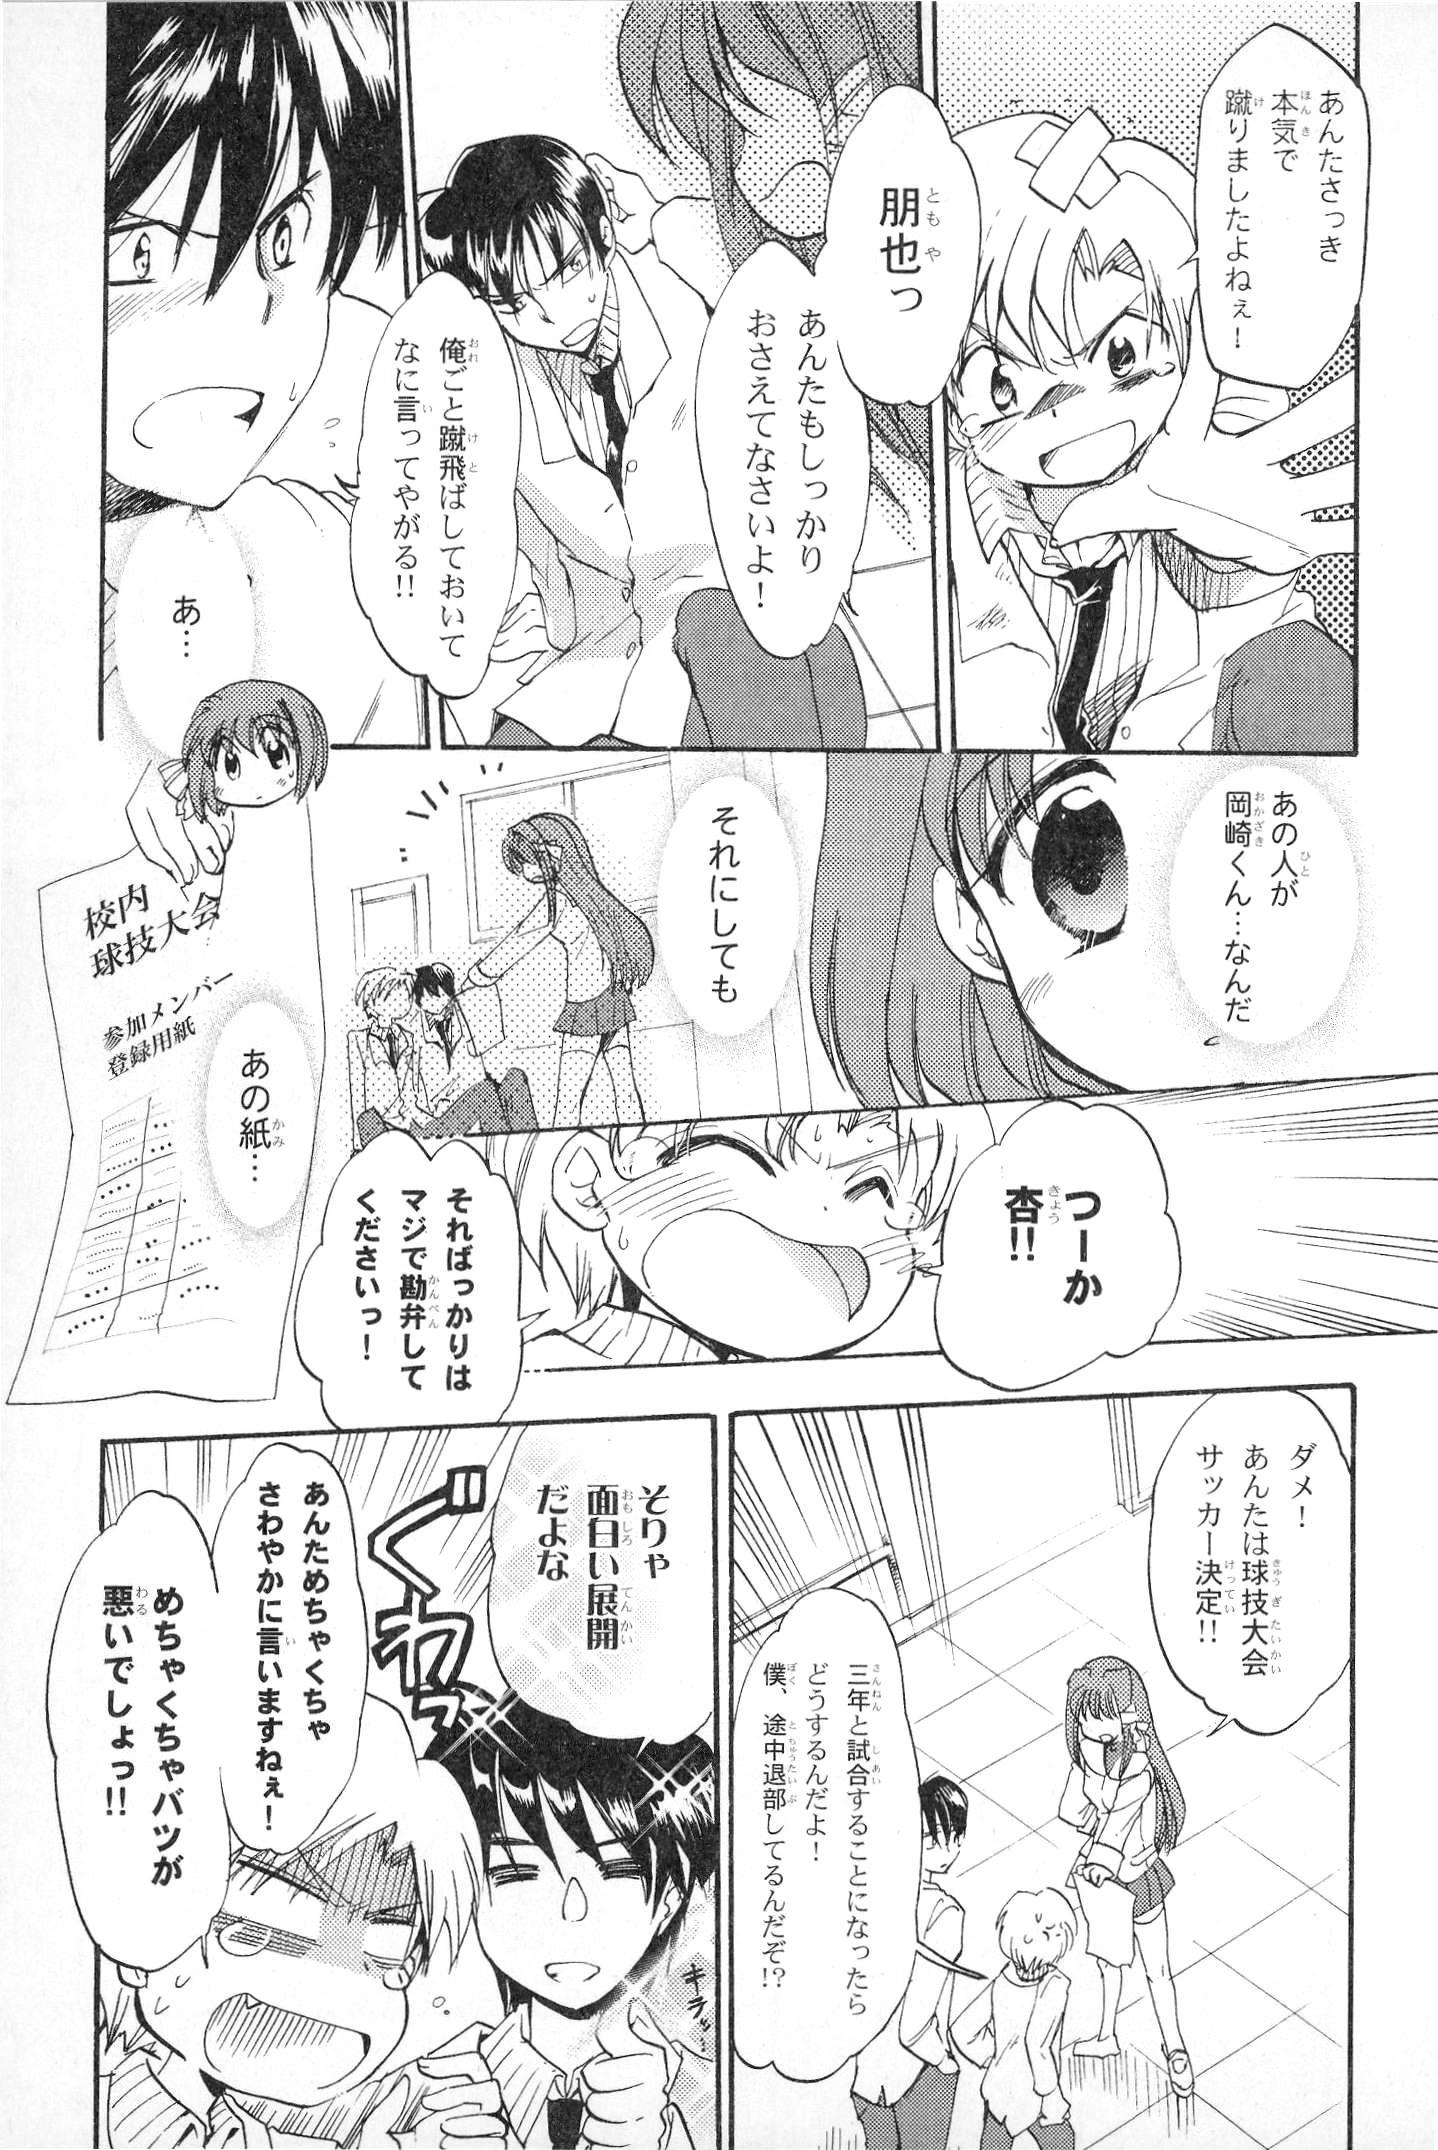 あんたさっき
本気で
蹴りましたよねぇ！
朋也っ
あんたもしっかり
おさえてなさいよ！
俺ごと蹴飛ばしておいて
なに言ってやがる!!
あ…
あの人が
岡崎くん…なんだ
それにしても
あの紙…
校内
球技大会
参加メンバー
登録用紙
つーか
杏!!
そればっかりは
マジで勘弁して
くださいっ！
ダメ！
あんたは球技大会
サッカー決定!!
三年と試合することになったら
どうするんだよ！
僕、途中退部してるんだぞ!?
そりゃ
面白い展開
だよな
ぐわっ
キラッ…
あんためちゃくちゃ
さわやかに言いますねぇ！
めちゃくちゃバツが
悪いでしょっ!!